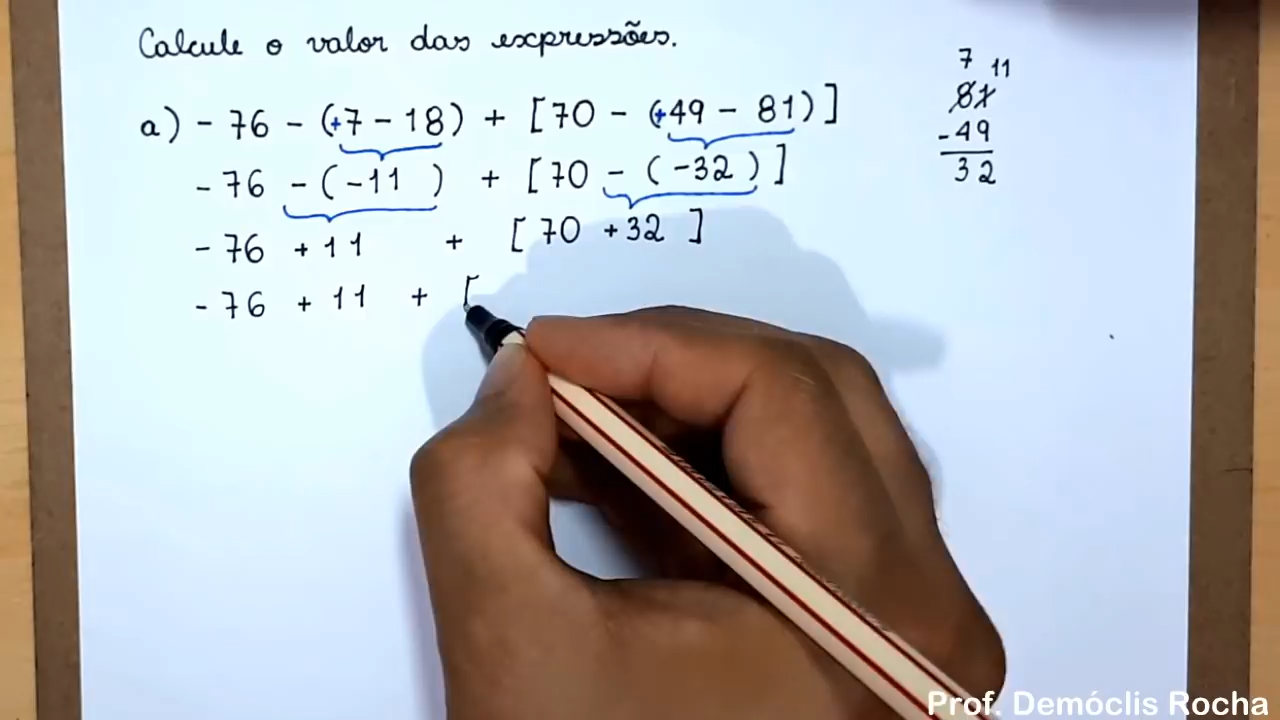 Calcule o valor das expressões.
a) - 76 - (+7 - 18) + [70 - (+49 - 81)]
- 76 - (-11 ) + [70 - (-32)]
- 76 + 11 + [ 70 + 32 ]
- 76 + 11 + [
7 11
81
- 49
32
Prof. Demóclis Rocha